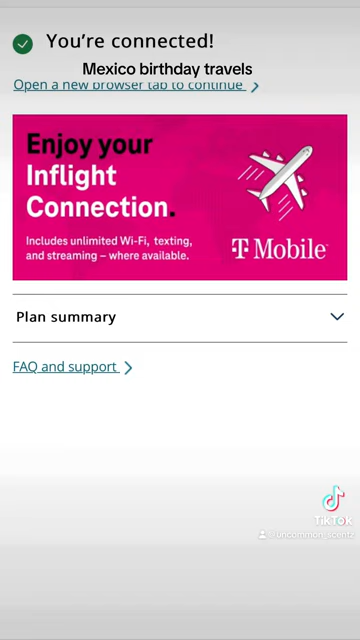 You're connected!
Mexico birthday travels
Open a new browser tab to continue
Enjoy your
Inflight
Connection.
Includes unlimited Wi-Fi, texting,
and streaming – where available.
T Mobile
Plan summary
FAQ and support
TikTok
@uncommon_scentz